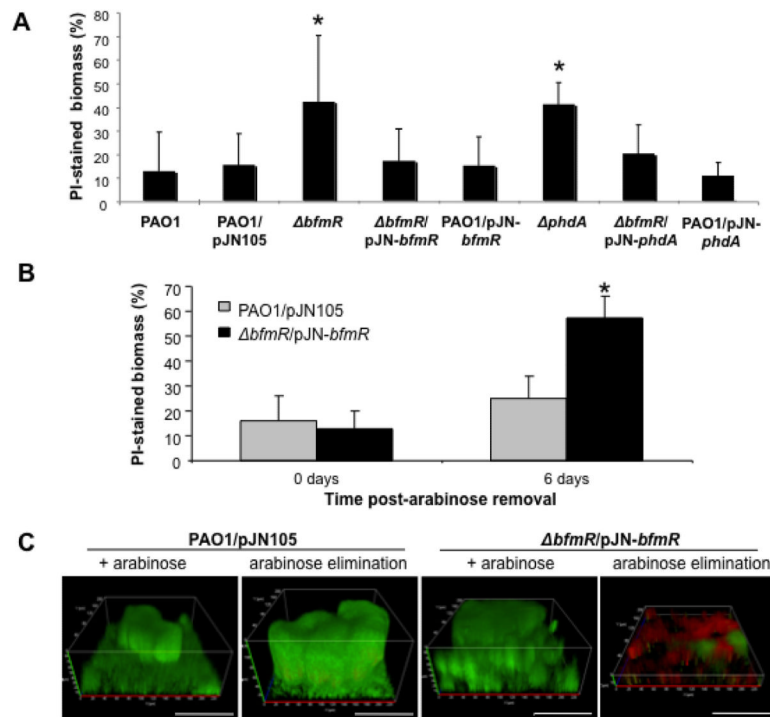 A
PI-stained biomass (%)
80
70
60
50
40
30
20
10
0
*
*
PAO1
PAO1/
pJN105
ΔbfmR
ΔbfmR/
pJN-bfmR
PAO1/pJN-
bfmR
ΔphdA
ΔbfmR/
pJN-phdA
PAO1/pJN-
phdA
B
PI-stained biomass (%)
70
60
50
40
30
20
10
0
PAO1/pJN105
ΔbfmR/pJN-bfmR
*
0 days
6 days
Time post-arabinose removal
C
PAO1/pJN105
ΔbfmR/pJN-bfmR
+ arabinose
arabinose elimination
+ arabinose
arabinose elimination